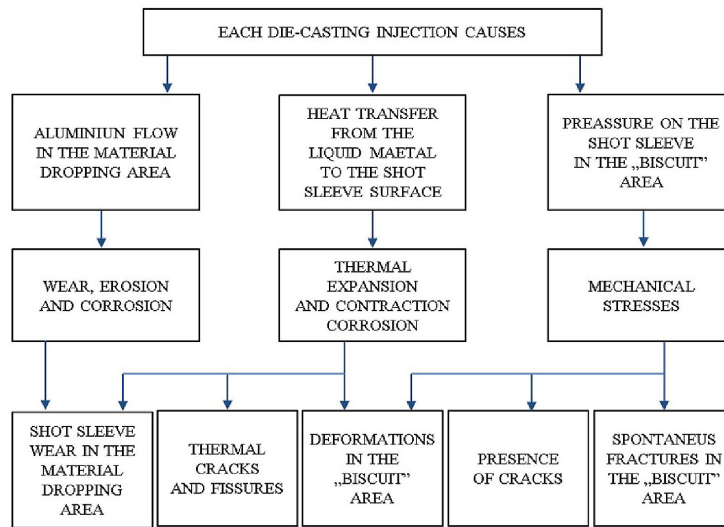 EACH DIE-CASTING INJECTION CAUSES
ALUMINIUN FLOW
IN THE MATERIAL
DROPPING AREA
HEAT TRANSFER
FROM THE
LIQUID MAETAL
TO THE SHOT
SLEEVE SURFACE
PREASSURE ON THE
SHOT SLEEVE
IN THE „BISCUIT”
AREA
WEAR, EROSION
AND CORROSION
THERMAL
EXPANSION
AND CONTRACTION
CORROSION
MECHANICAL
STRESSES
SHOT SLEEVE
WEAR IN THE
MATERIAL
DROPPING
AREA
THERMAL
CRACKS
AND FISSURES
DEFORMATIONS
IN THE
„BISCUIT”
AREA
PRESENCE
OF CRACKS
SPONTANEUS
FRACTURES IN
THE „BISCUIT”
AREA